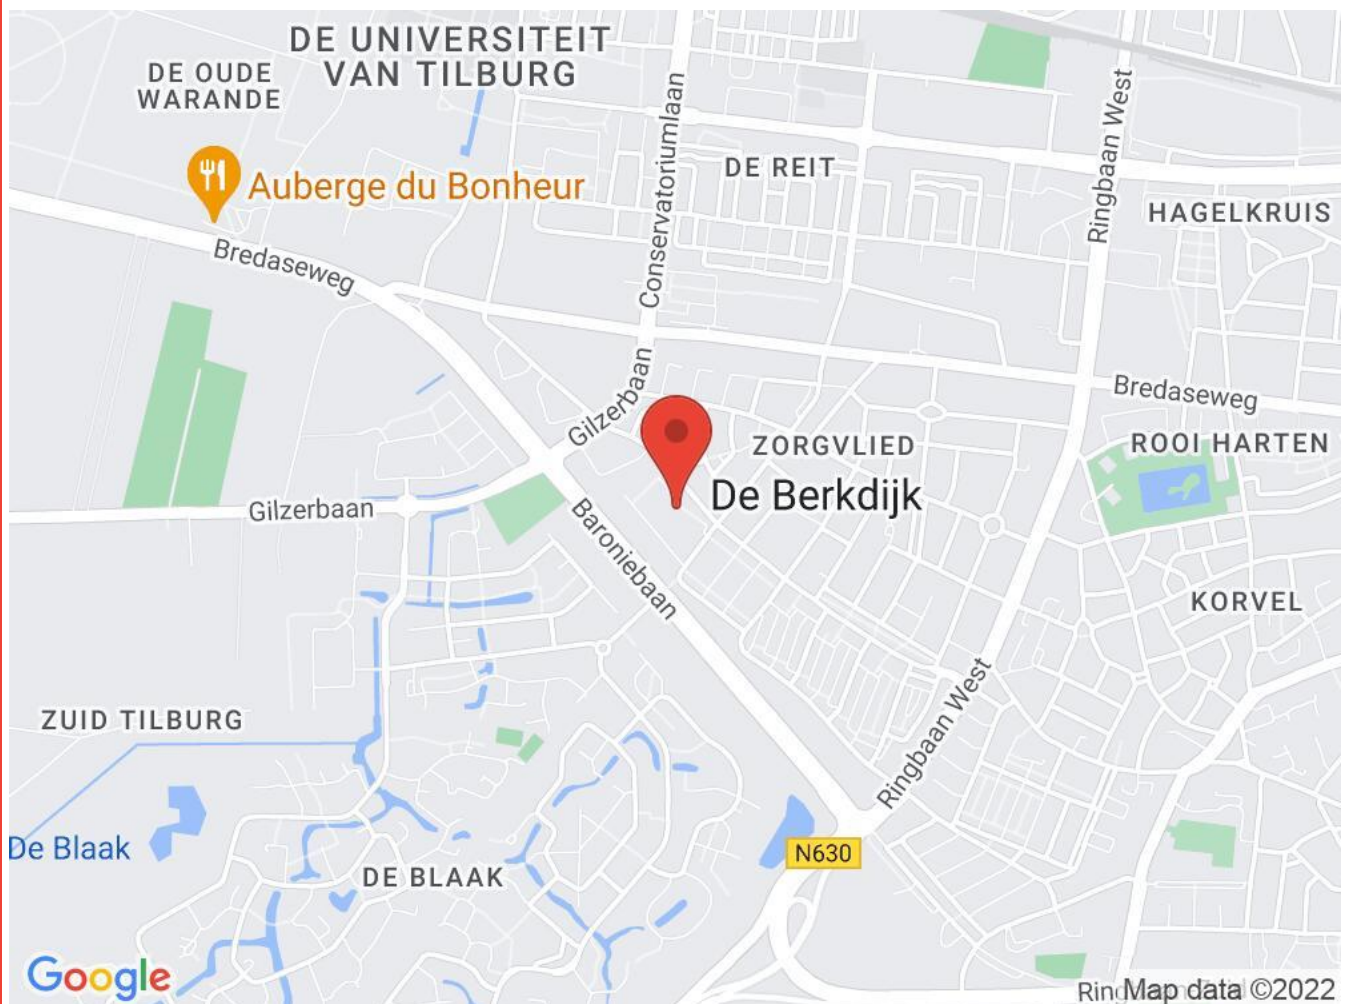 DE UNIVERSITEIT
VAN TILBURG
DE OUDE
WARANDE
Auberge du Bonheur
Bredaseweg
Conservatoriumlaan
DE REIT
Ringbaan West
HAGELKRUIS
Gilzerbaan
Bredaseweg
ZORGVLIED
ROOI HARTEN
De Berkdijk
Gilzerbaan
Baroniebaan
KORVEL
ZUID TILBURG
Ringbaan West
De Blaak
N630
DE BLAAK
Google
Map data ©2022